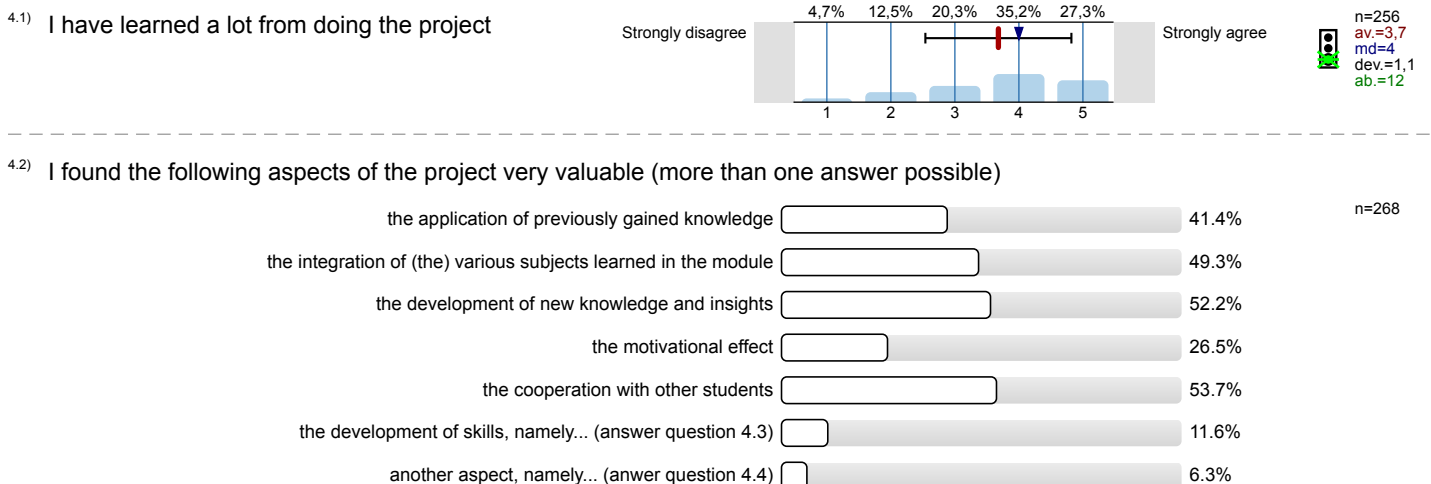 4.1) I have learned a lot from doing the project
4,7% 12,5% 20,3% 35,2% 27,3%
Strongly disagree Strongly agree
1 2 3 4 5
n=256
av.=3,7
md=4
dev.=1,1
ab.=12
4.2) I found the following aspects of the project very valuable (more than one answer possible)
n=268
the application of previously gained knowledge 41.4%
the integration of (the) various subjects learned in the module 49.3%
the development of new knowledge and insights 52.2%
the motivational effect 26.5%
the cooperation with other students 53.7%
the development of skills, namely... (answer question 4.3) 11.6%
another aspect, namely... (anwer question 4.4) 6.3%